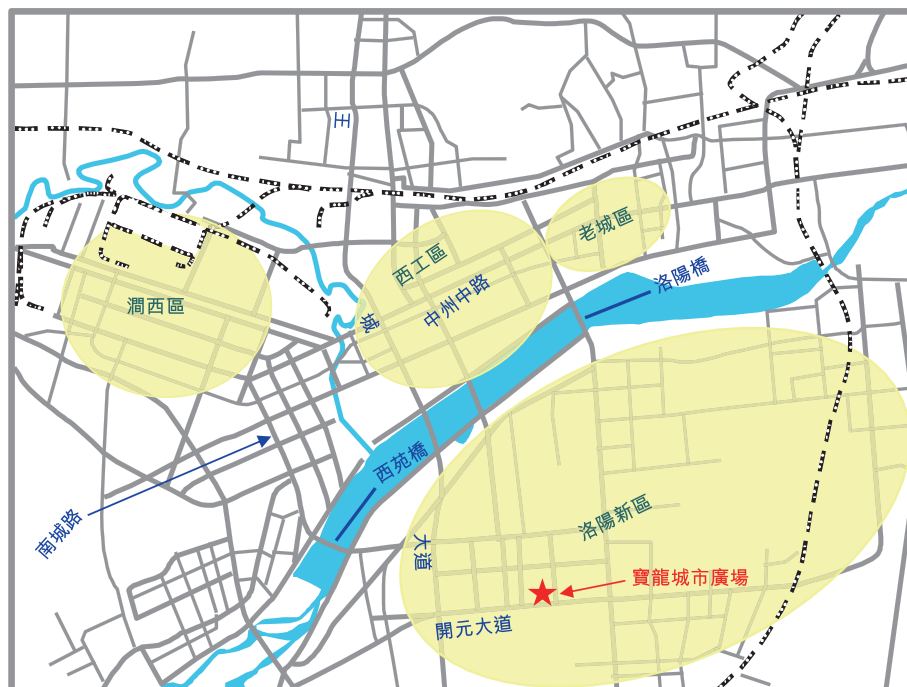 王
老城區
西工區
洛陽橋
中州中路
澗西區
城
西苑橋
南城路
洛陽新區
大道
寶龍城市廣場
開元大道